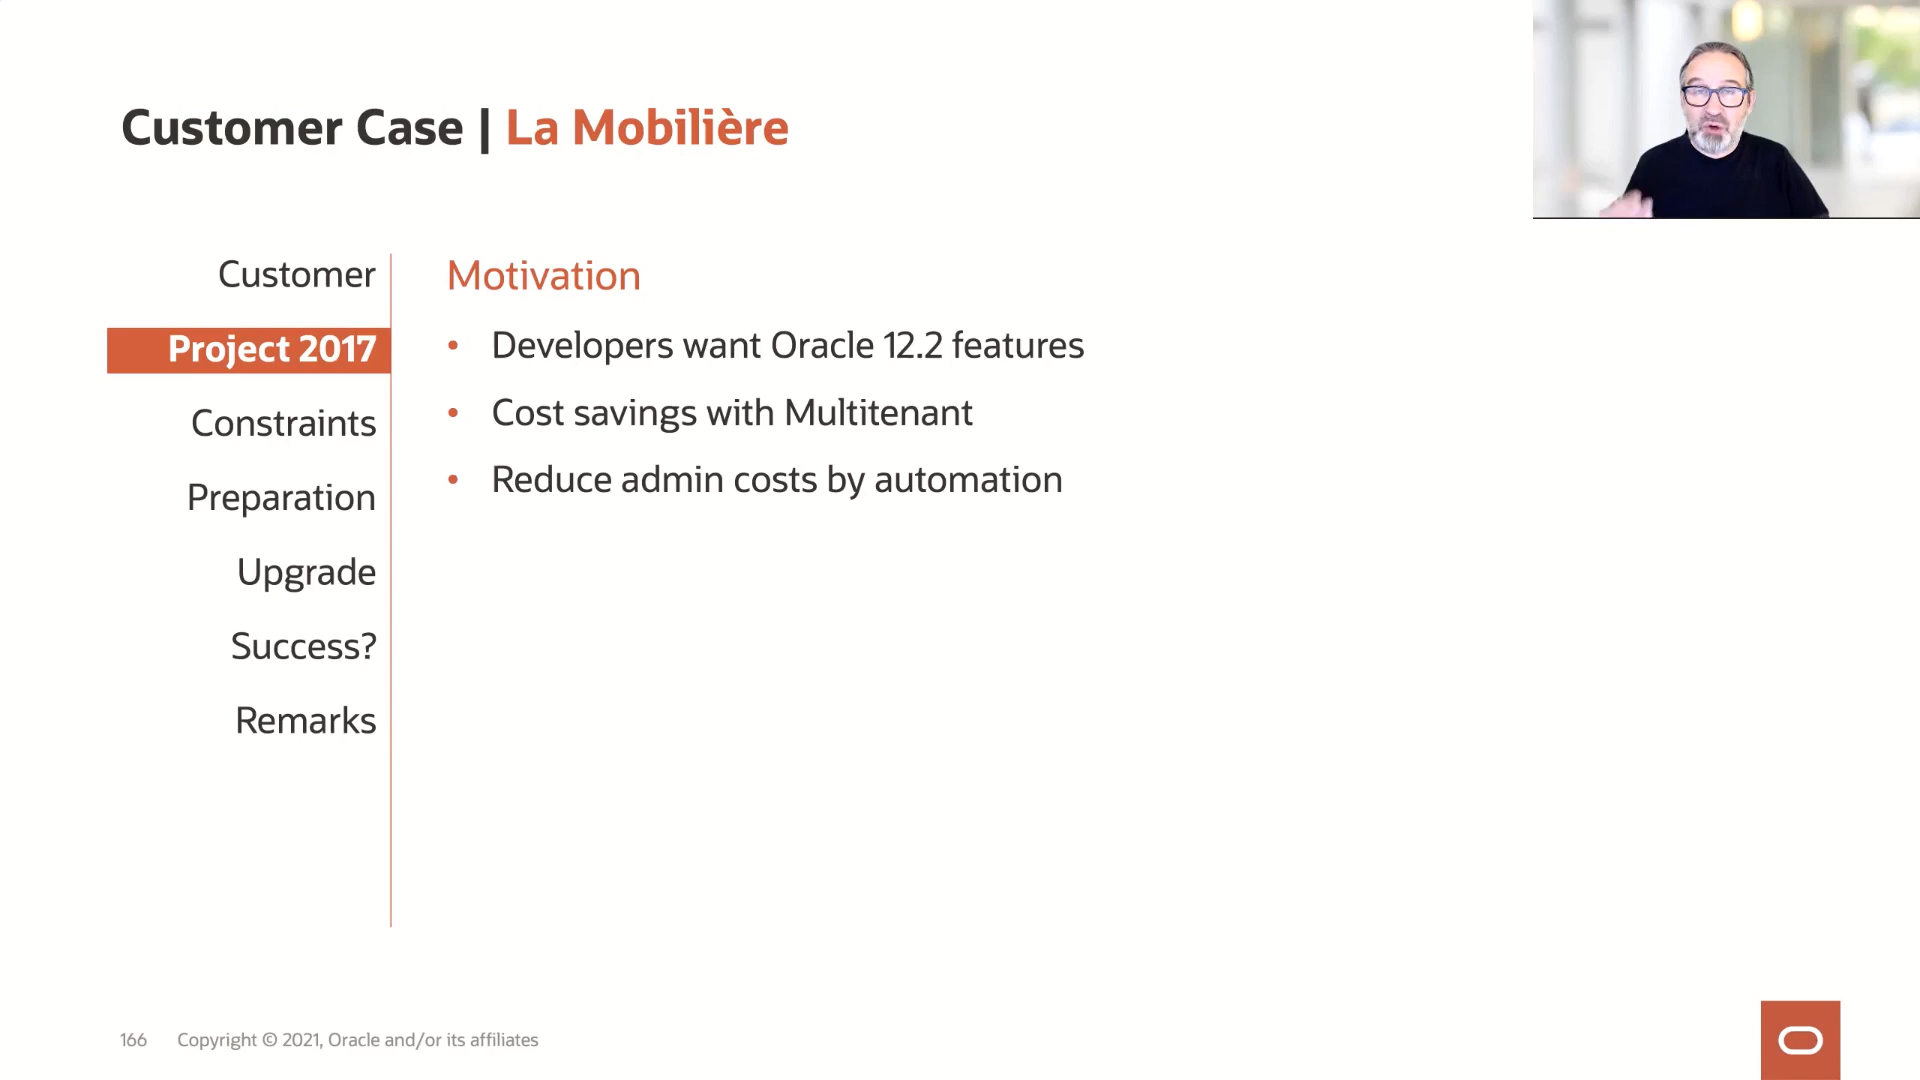 Customer Case | La Mobilière
Customer
Project 2017
Constraints
Preparation
Upgrade
Success?
Remarks
Motivation
• Developers want Oracle 12.2 features
• Cost savings with Multitenant
• Reduce admin costs by automation
166 Copyright © 2021, Oracle and/or its affiliates